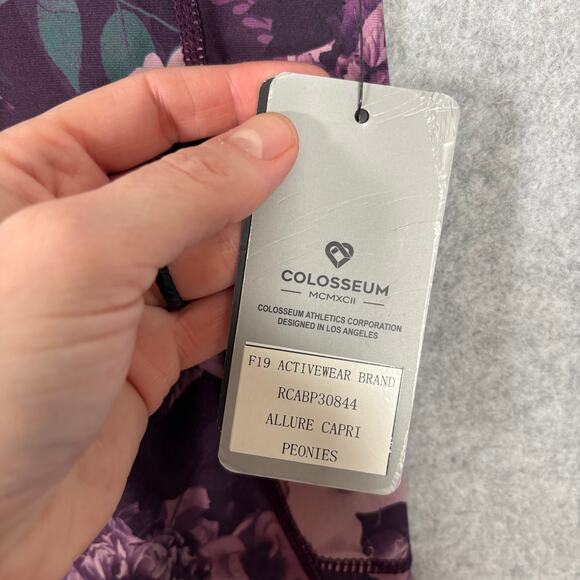 COLOSSEUM
MCMXCII
COLOSSEUM ATHLETICS CORPORATION
DESIGNED IN LOS ANGELES
F19 ACTIVEWEAR BRAND
RCABP30844
ALLURE CAPRI
PEONIES